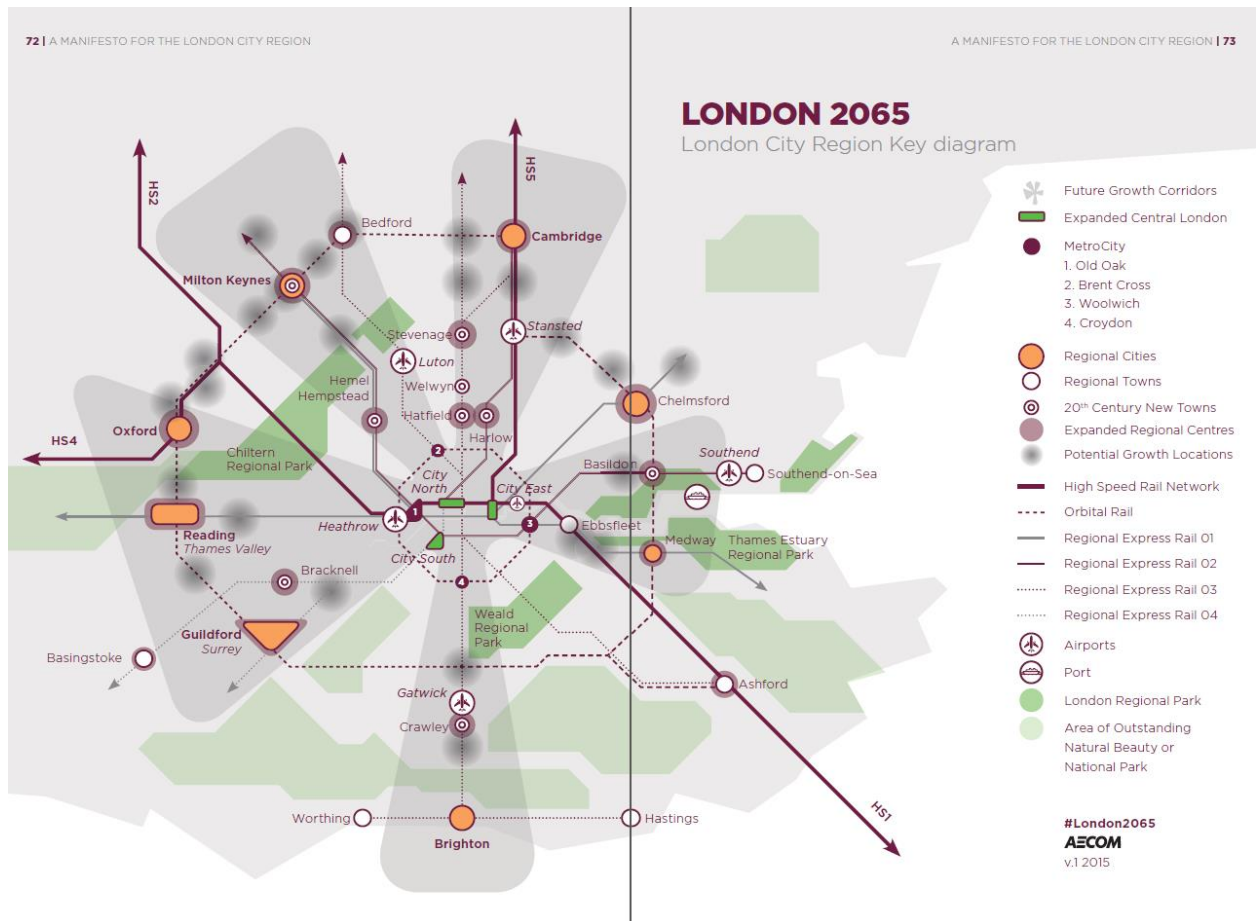 72 | A MANIFESTO FOR THE LONDON CITY REGION
A MANIFESTO FOR THE LONDON CITY REGION | 73
LONDON 2065
London City Region Key diagram
HS2
HS5
Bedford
Cambridge
Milton Keynes
Stevenage
Stansted
Luton
Hemel
Hempstead
Welwyn
Hatfield
Harlow
Chelmsford
Oxford
HS4
Chiltern
Regional Park
2
City
North
City East
Basildon
Southend
Southend-on-Sea
Heathrow
1
3
Ebbsfleet
Reading
Thames Valley
City South
Medway
Thames Estuary
Regional Park
Bracknell
4
Weald
Regional
Park
Guildford
Surrey
Basingstoke
Gatwick
Crawley
Ashford
HS1
Worthing
Brighton
Hastings
Future Growth Corridors
Expanded Central London
MetroCity
1. Old Oak
2. Brent Cross
3. Woolwich
4. Croydon
Regional Cities
Regional Towns
20th Century New Towns
Expanded Regional Centres
Potential Growth Locations
High Speed Rail Network
Orbital Rail
Regional Express Rail 01
Regional Express Rail 02
Regional Express Rail 03
Regional Express Rail 04
Airports
Port
London Regional Park
Area of Outstanding
Natural Beauty or
National Park
#London2065
AECOM
v.1 2015